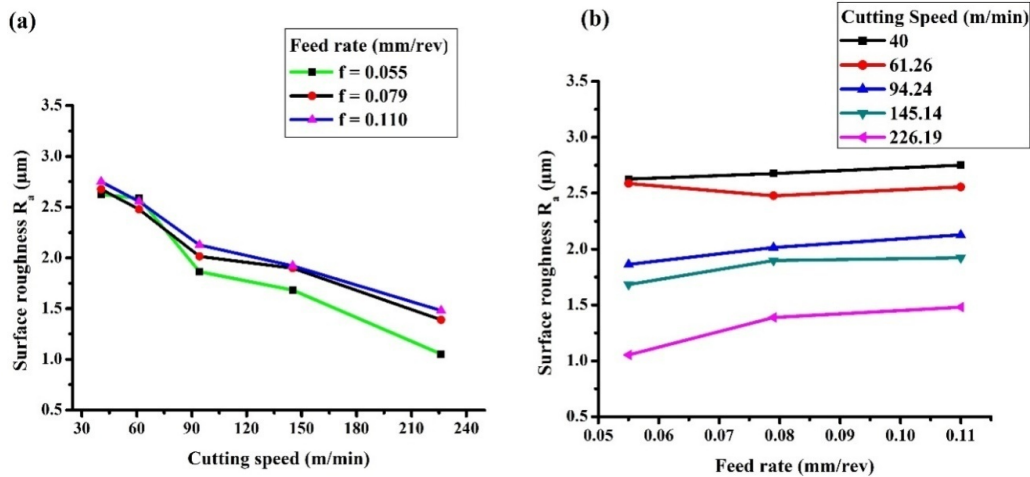 (a)
Feed rate (mm/rev)
f = 0.055
f = 0.079
f = 0.110
3.5
3.0
2.5
2.0
1.5
1.0
0.5
Surface roughness Ra (μm)
30 60 90 120 150 180 210 240
Cutting speed (m/min)
(b)
Cutting Speed (m/min)
40
61.26
94.24
145.14
226.19
3.5
3.0
2.5
2.0
1.5
1.0
0.5
Surface roughness Ra (μm)
0.05 0.06 0.07 0.08 0.09 0.10 0.11
Feed rate (mm/rev)